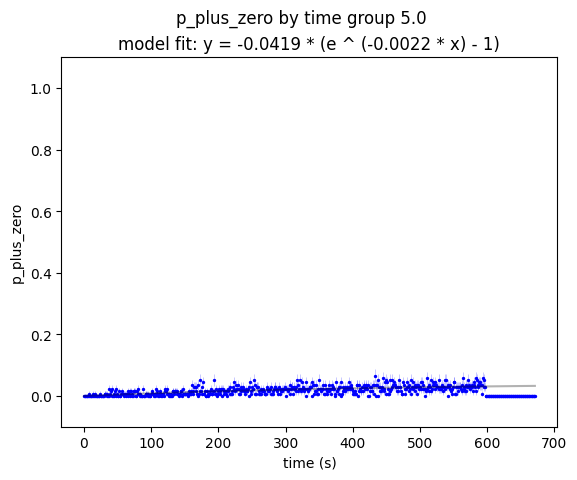 p_plus_zero by time group 5.0
model fit: y = -0.0419 * (e ^ (-0.0022 * x) - 1)
1.0
0.8
0.6
0.4
0.2
0.0
p_plus_zero
0 100 200 300 400 500 600 700
time (s)